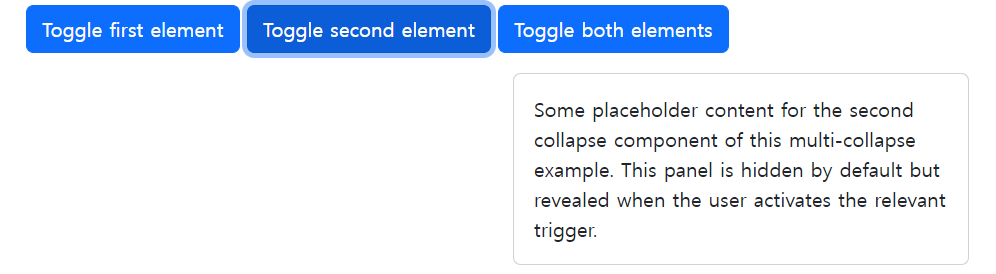 Toggle first element
Toggle second element
Toggle both elements
Some placeholder content for the second
collapse component of this multi-collapse
example. This panel is hidden by default but
revealed when the user activates the relevant
trigger.